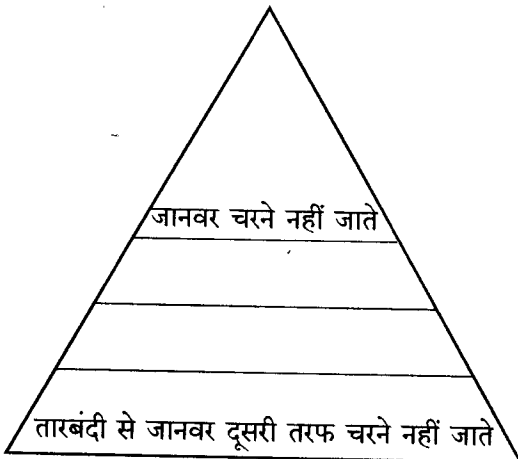 जानवर चरने नहीं जाते
तारबंदी से जानवर दूसरी तरफ चरने नहीं जाते